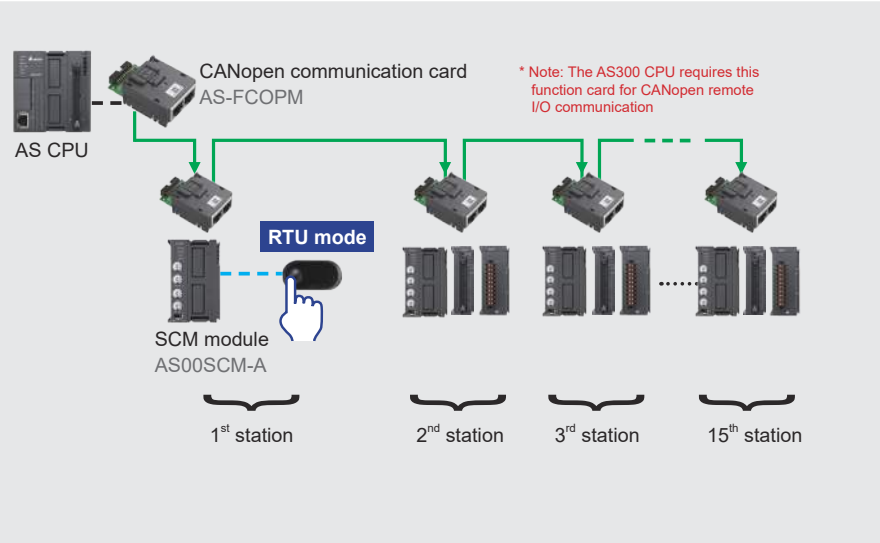 CANopen communication card
AS-FCOPM
* Note: The AS300 CPU requires this
function card for CANopen remote
I/O communication
AS CPU
RTU mode
SCM module
AS00SCM-A
1st station
2nd station
3rd station
15th station